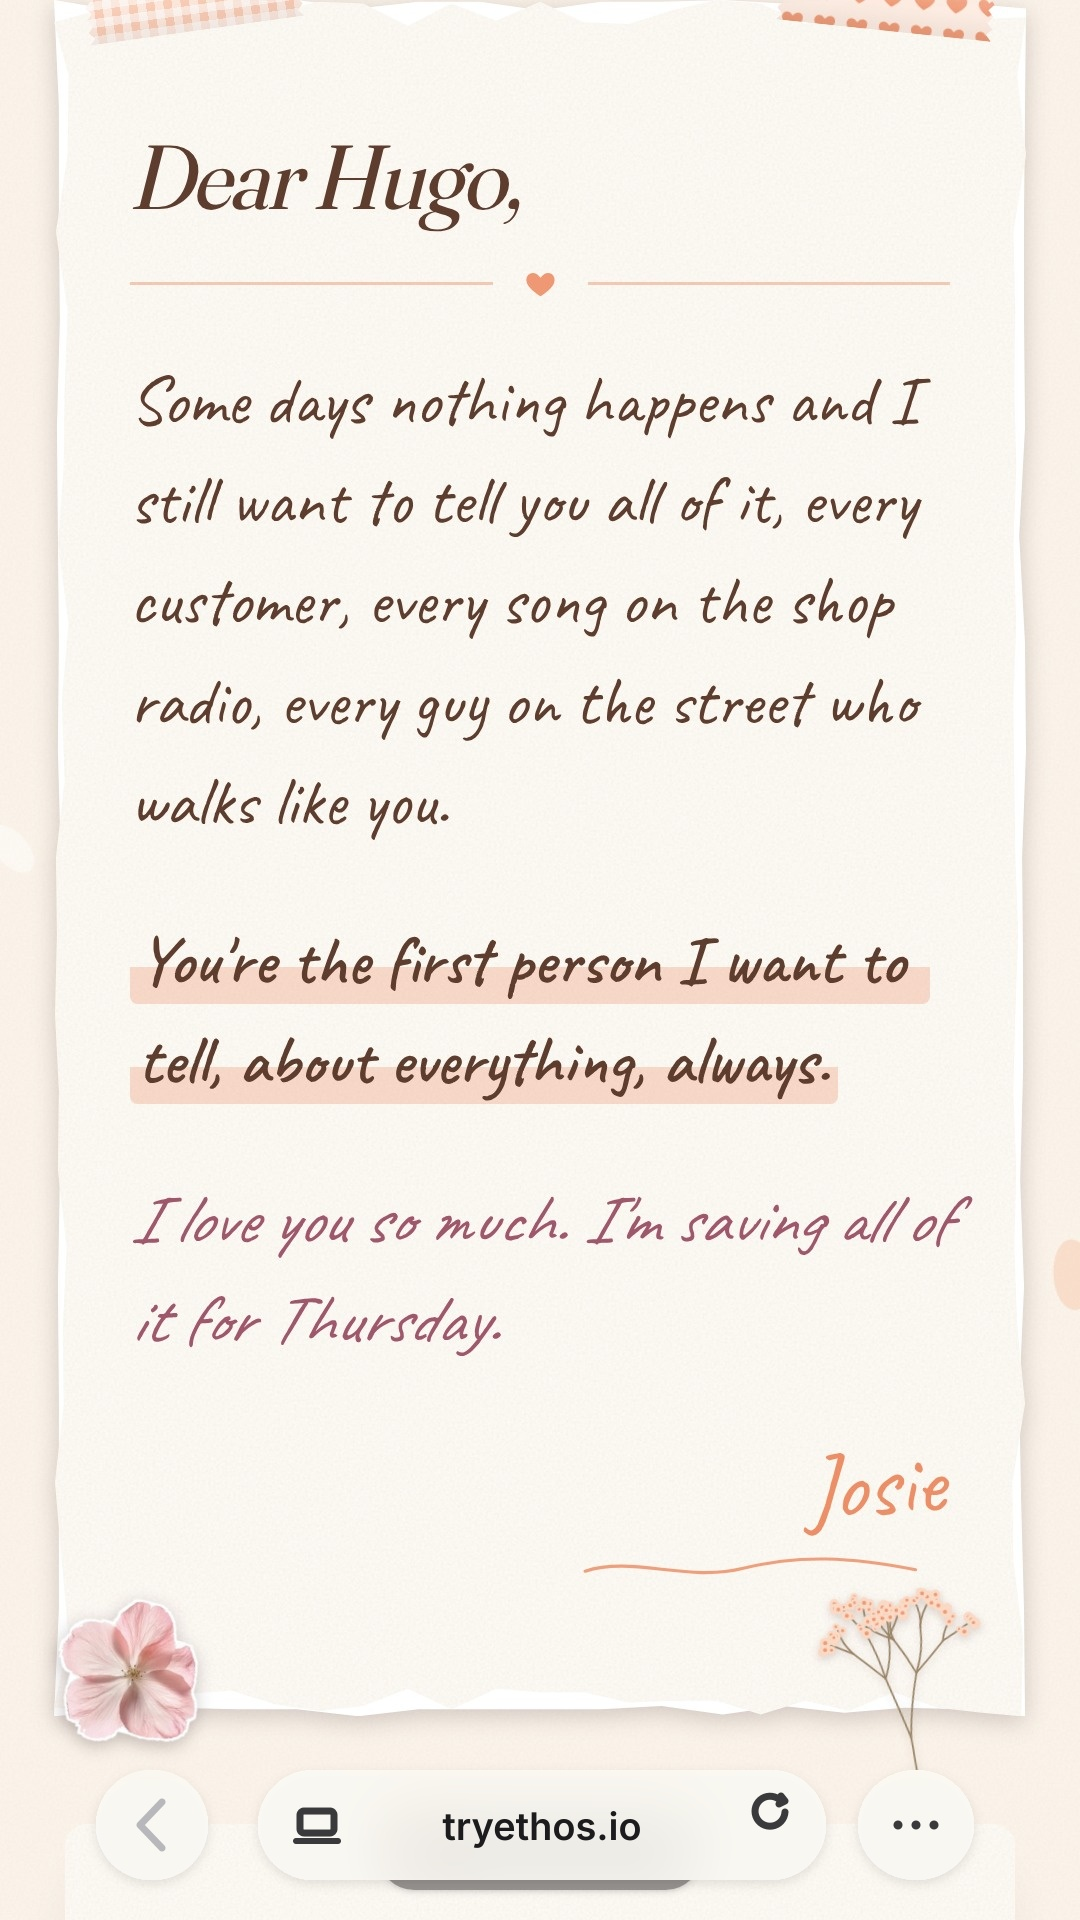 Dear Hugo,
Some days nothing happens and I
still want to tell you all of it, every
customer, every song on the shop
radio, every guy on the street who
walks like you.
You're the first person I want to
tell, about everything, always.
I love you so much. I'm saving all of
it for Thursday.
Josie
tryethos.io